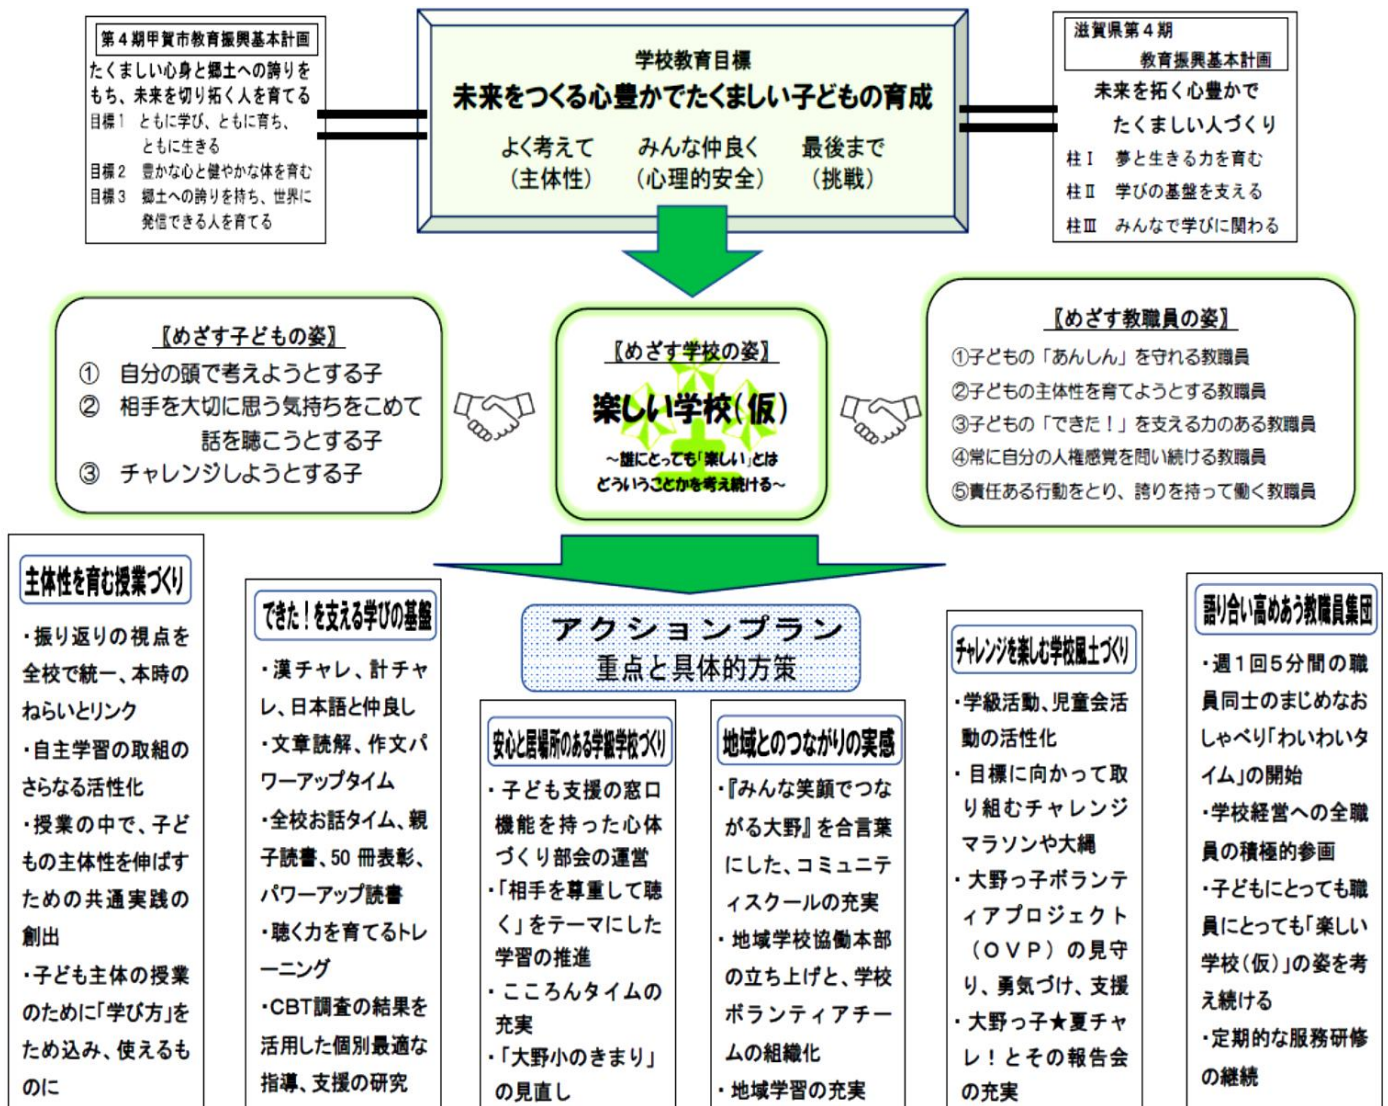 第4期甲賀市教育振興基本計画
たくましい心身と郷土への誇りを
もち、未来を切り拓く人を育てる
目標1 ともに学び、ともに育ち、
ともに生きる
目標2 豊かな心と健やかな体を育む
目標3 郷土への誇りを持ち、世界に
発信できる人を育てる
学校教育目標
未来をつくる心豊かでたくましい子どもの育成
よく考えて みんな仲良く 最後まで
(主体性) (心理的安全) (挑戦)
滋賀県第4期
教育振興基本計画
未来を拓く心豊かで
たくましい人づくり
柱Ⅰ 夢と生きる力を育む
柱Ⅱ 学びの基盤を支える
柱Ⅲ みんなで学びに関わる
〖めざす子どもの姿〗
① 自分の頭で考えようとする子
② 相手を大切に思う気持ちをこめて
話を聴こうとする子
③ チャレンジしようとする子
〖めざす学校の姿〗
楽しい学校(仮)
~誰にとっても「楽しい」とは
どういうことかを考え続ける~
〖めざす教職員の姿〗
①子どもの「あんしん」を守れる教職員
②子どもの主体性を育てようとする教職員
③子どもの「できた!」を支える力のある教職員
④常に自分の人権感覚を問い続ける教職員
⑤責任ある行動をとり、誇りを持って働く教職員
アクションプラン
重点と具体的方策
主体性を育む授業づくり
・振り返りの視点を
全校で統一、本時の
ねらいとリンク
・自主学習の取組の
さらなる活性化
・授業の中で、子ど
もの主体性を伸ばす
ための共通実践の
創出
・子ども主体の授業
のために「学び方」を
ため込み、使えるも
のに
できた!を支える学びの基盤
・漢チャレ、計チャ
レ、日本語と仲良し
・文章読解、作文パ
ワーアップタイム
・全校お話タイム、親
子読書、50冊表彰、
パワーアップ読書
・聴く力を育てるトレ
ーニング
・CBT調査の結果を
活用した個別最適な
指導、支援の研究
安心と居場所のある学級学校づくり
・子ども支援の窓口
機能を持った心体
づくり部会の運営
・「相手を尊重して聴
く」をテーマにした
学習の推進
・こころんタイムの
充実
・「大野小のきまり」
の見直し
地域とのつながりの実感
・『みんな笑顔でつな
がる大野』を合言葉
にした、コミュニテ
ィスクールの充実
・地域学校協働本部
の立ち上げと、学校
ボランティアチー
ムの組織化
・地域学習の充実
チャレンジを楽しむ学校風土づくり
・学級活動、児童会活
動の活性化
・目標に向かって取
り組むチャレンジ
マラソンや大縄
・大野っ子ボランテ
ィアプロジェクト
(OVP)の見守
り、勇気づけ、支援
・大野っ子★夏チャ
レ!とその報告会
の充実
語り合い高めあう教職員集団
・週1回5分間の職
員同士のまじめなお
しゃべり「わいわいタ
イム」の開始
・学校経営への全職
員の積極的参画
・子どもにとっても職
員にとっても「楽しい
学校(仮)」の姿を考
え続ける
・定期的な服務研修
の継続